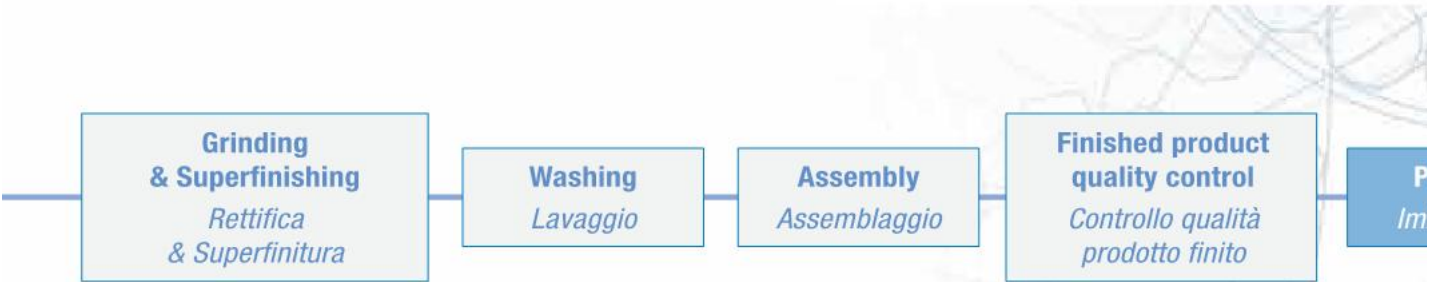 Grinding
& Superfinishing
Rettifica
& Superfinitura
Washing
Lavaggio
Assembly
Assemblaggio
Finished product
quality control
Controllo qualità
prodotto finito